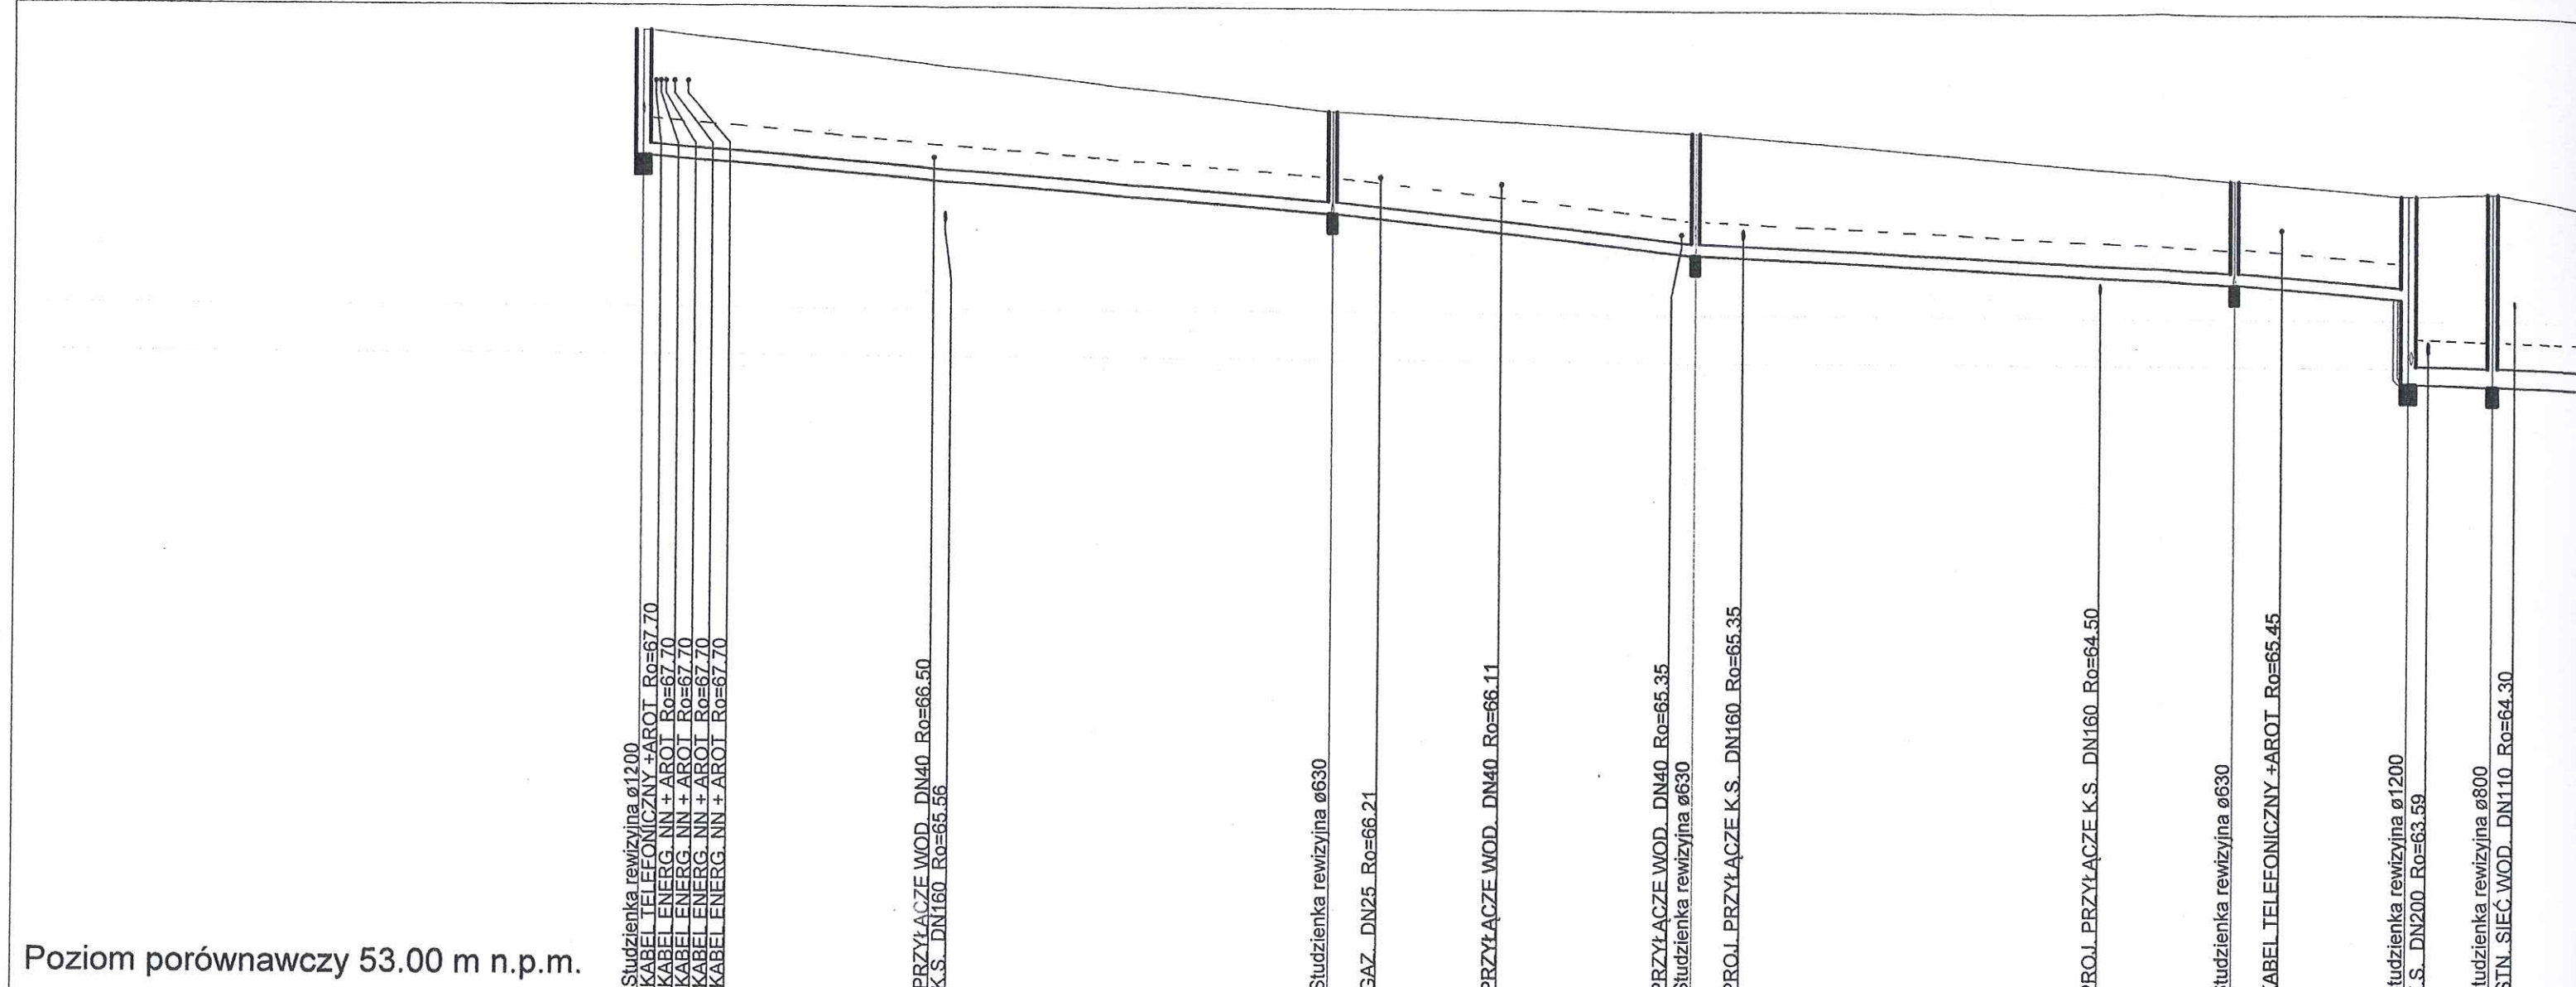 Studzienka rewizyjna ø1200
KABEL TELEFONICZNY +AROT Ro=67.70
KABEL ENERG. NN + AROT Ro=67.70
KABEL ENERG. NN + AROT Ro=67.70
KABEL ENERG. NN + AROT Ro=67.70
KABEL ENERG. NN + AROT Ro=67.70
PRZYŁĄCZE WOD. DN40 Ro=66.50
K.S. DN160 Ro=65.56
Studzienka rewizyjna ø630
GAZ DN25 Ro=66.21
PRZYŁĄCZE WOD. DN40 Ro=66.11
PRZYŁĄCZE WOD. DN40 Ro=65.35
Studzienka rewizyjna ø630
PROJ. PRZYŁĄCZE K.S. DN160 Ro=65.35
PROJ. PRZYŁĄCZE K.S. DN160 Ro=64.50
Studzienka rewizyjna ø630
KABEL TELEFONICZNY +AROT Ro=65.45
tudzienka rewizyjna ø1200
.S. DN200 Ro=63.59
tudzienka rewizyjna ø800
STN. SIEĆ WOD. DN110 Ro=64.30
Poziom porównawczy 53.00 m n.p.m.